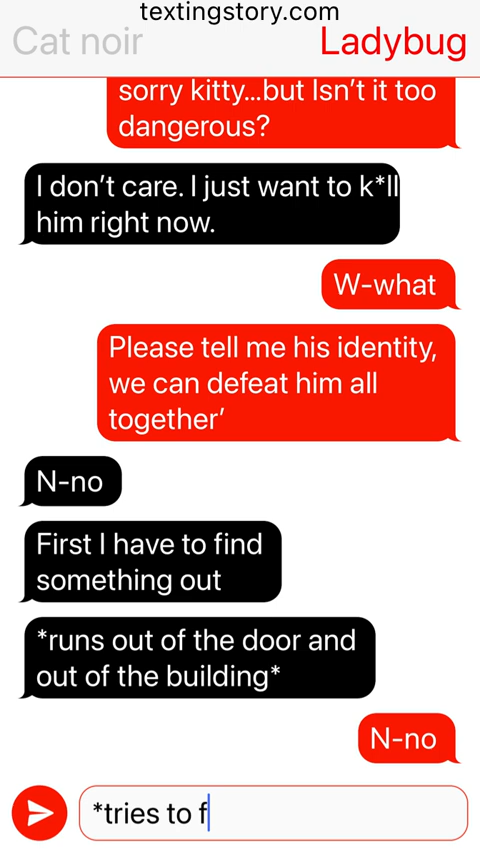 textingstory.com
Cat noir
Ladybug
sorry kitty...but Isn't it too
dangerous?
I don't care. I just want to k*ll
him right now.
W-what
Please tell me his identity,
we can defeat him all
together'
N-no
First I have to find
something out
*runs out of the door and
out of the building*
N-no
*tries to f